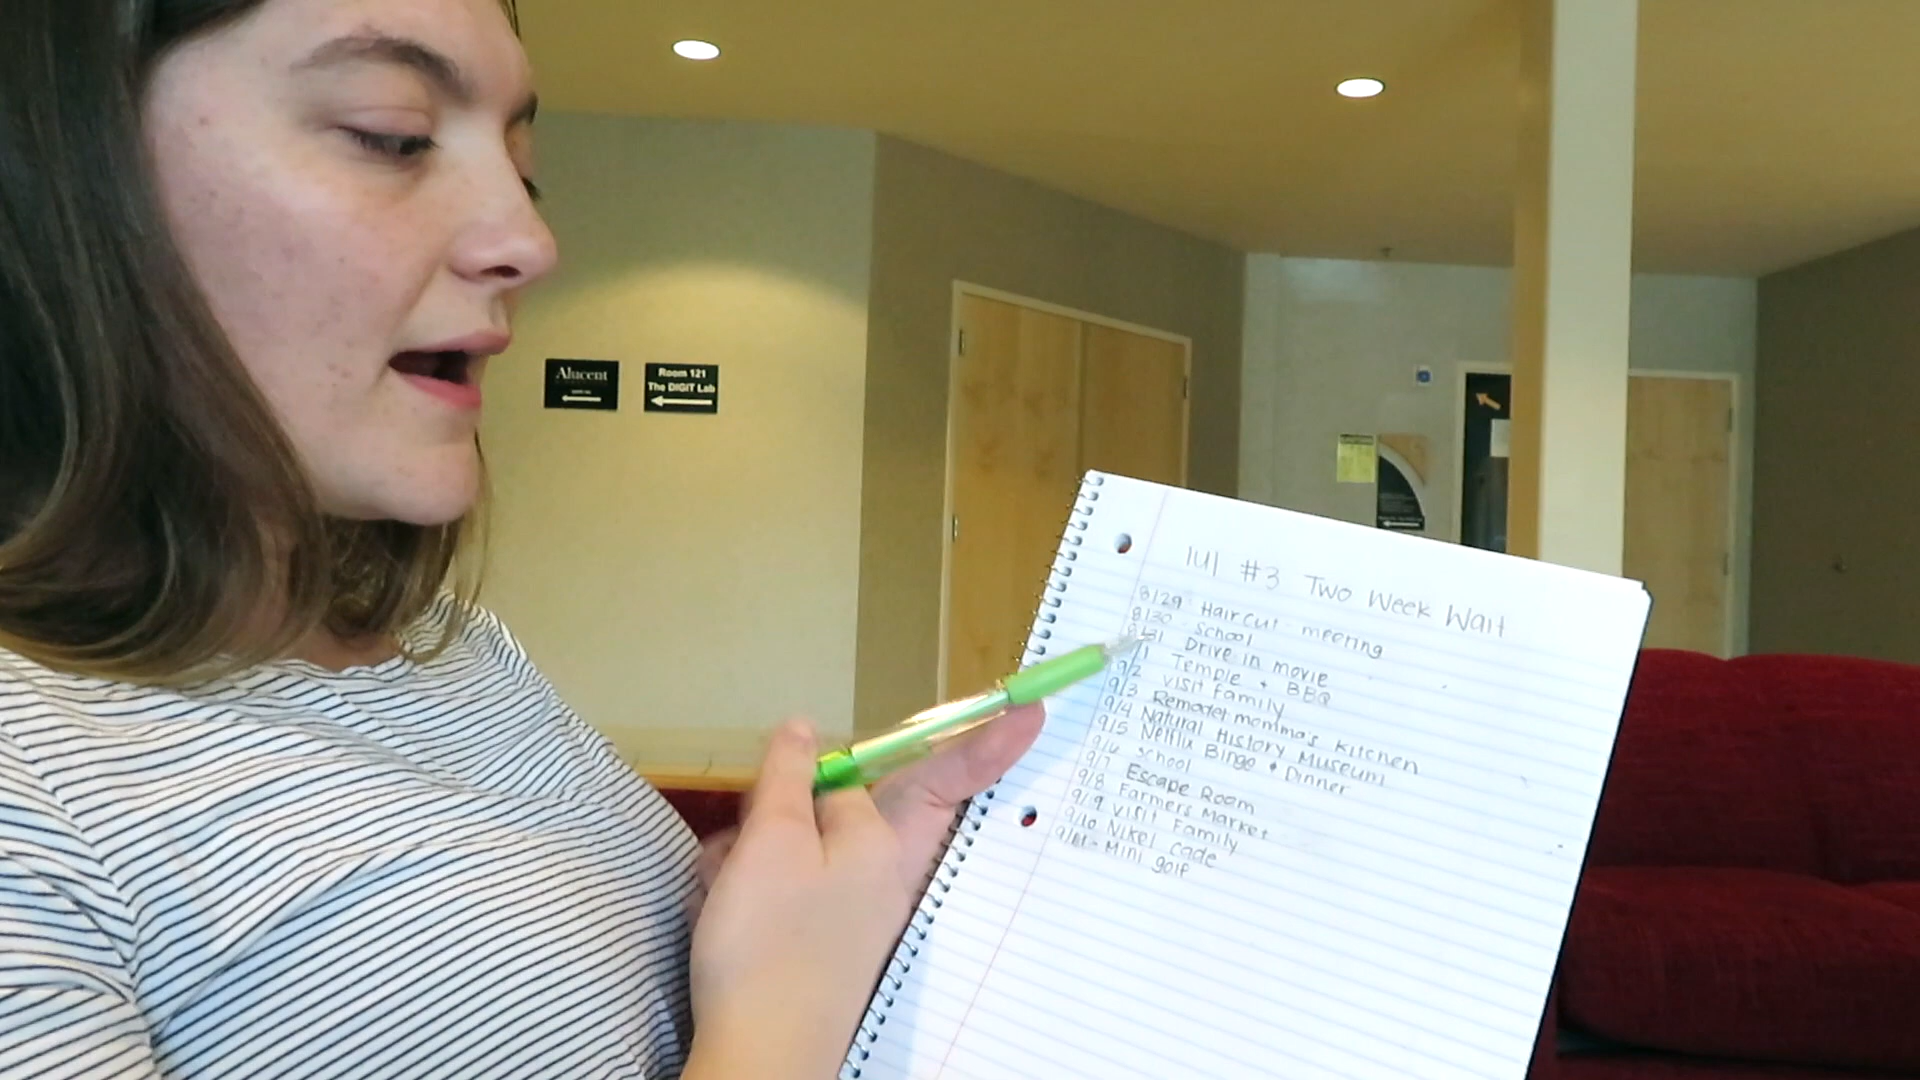 Alucent
Room 121
The DIGIT Lab
IUI #3 Two Week Wait
8/29 Haircut - meeting
8/30 School
8/31 Drive in movie
9/1 Temple + BBQ
9/2 visit family
9/3 Remodel momma's kitchen
9/4 Natural History Museum
9/5 Netflix Binge + Dinner
9/6 school
9/7 Escape Room
9/8 Farmers Market
9/9 visit Family
9/10 Nikel Cade
9/11 - Mini golf